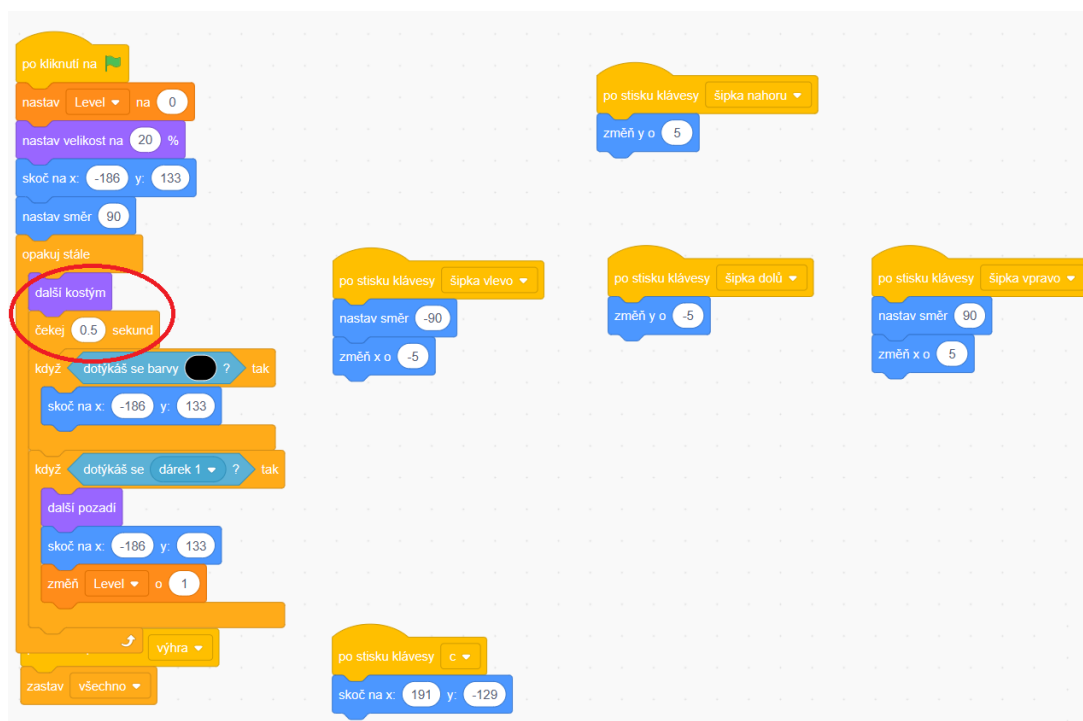 po kliknutí na
nastav Level na 0
nastav velikost na 20 %
skoč na x: -186 y: 133
nastav směr 90
opakuj stále
další kostým
čekej 0.5 sekund
když dotýkáš se barvy ? tak
skoč na x: -186 y: 133
když dotýkáš se dárek 1 ? tak
další pozadí
skoč na x: -186 y: 133
změň Level o 1
výhra
zastav všechno
po stisku klávesy šipka nahoru
změň y o 5
po stisku klávesy šipka vlevo
nastav směr -90
změň x o -5
po stisku klávesy šipka dolů
změň y o -5
po stisku klávesy šipka vpravo
nastav směr 90
změň x o 5
po stisku klávesy c
skoč na x: 191 y: -129